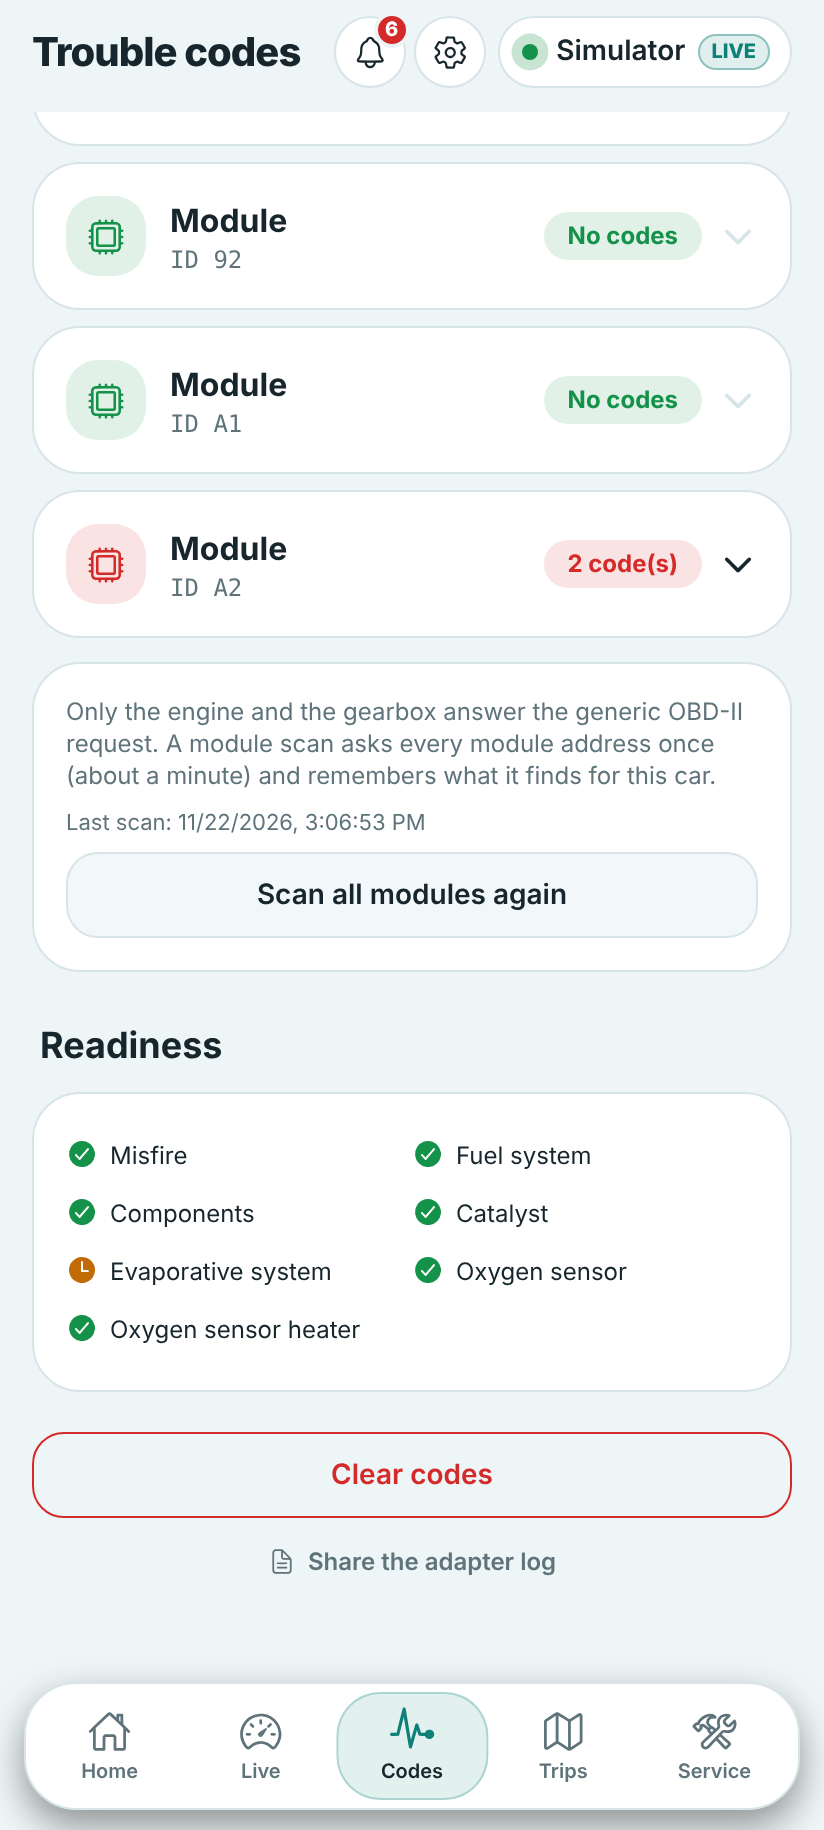 Trouble codes
6
Simulator
LIVE
Module
ID 92
No codes
Module
ID A1
No codes
Module
ID A2
2 code(s)
Only the engine and the gearbox answer the generic OBD-II
request. A module scan asks every module address once
(about a minute) and remembers what it finds for this car.
Last scan: 11/22/2026, 3:06:53 PM
Scan all modules again
Readiness
Misfire
Fuel system
Components
Catalyst
Evaporative system
Oxygen sensor
Oxygen sensor heater
Clear codes
Share the adapter log
Home
Live
Codes
Trips
Service